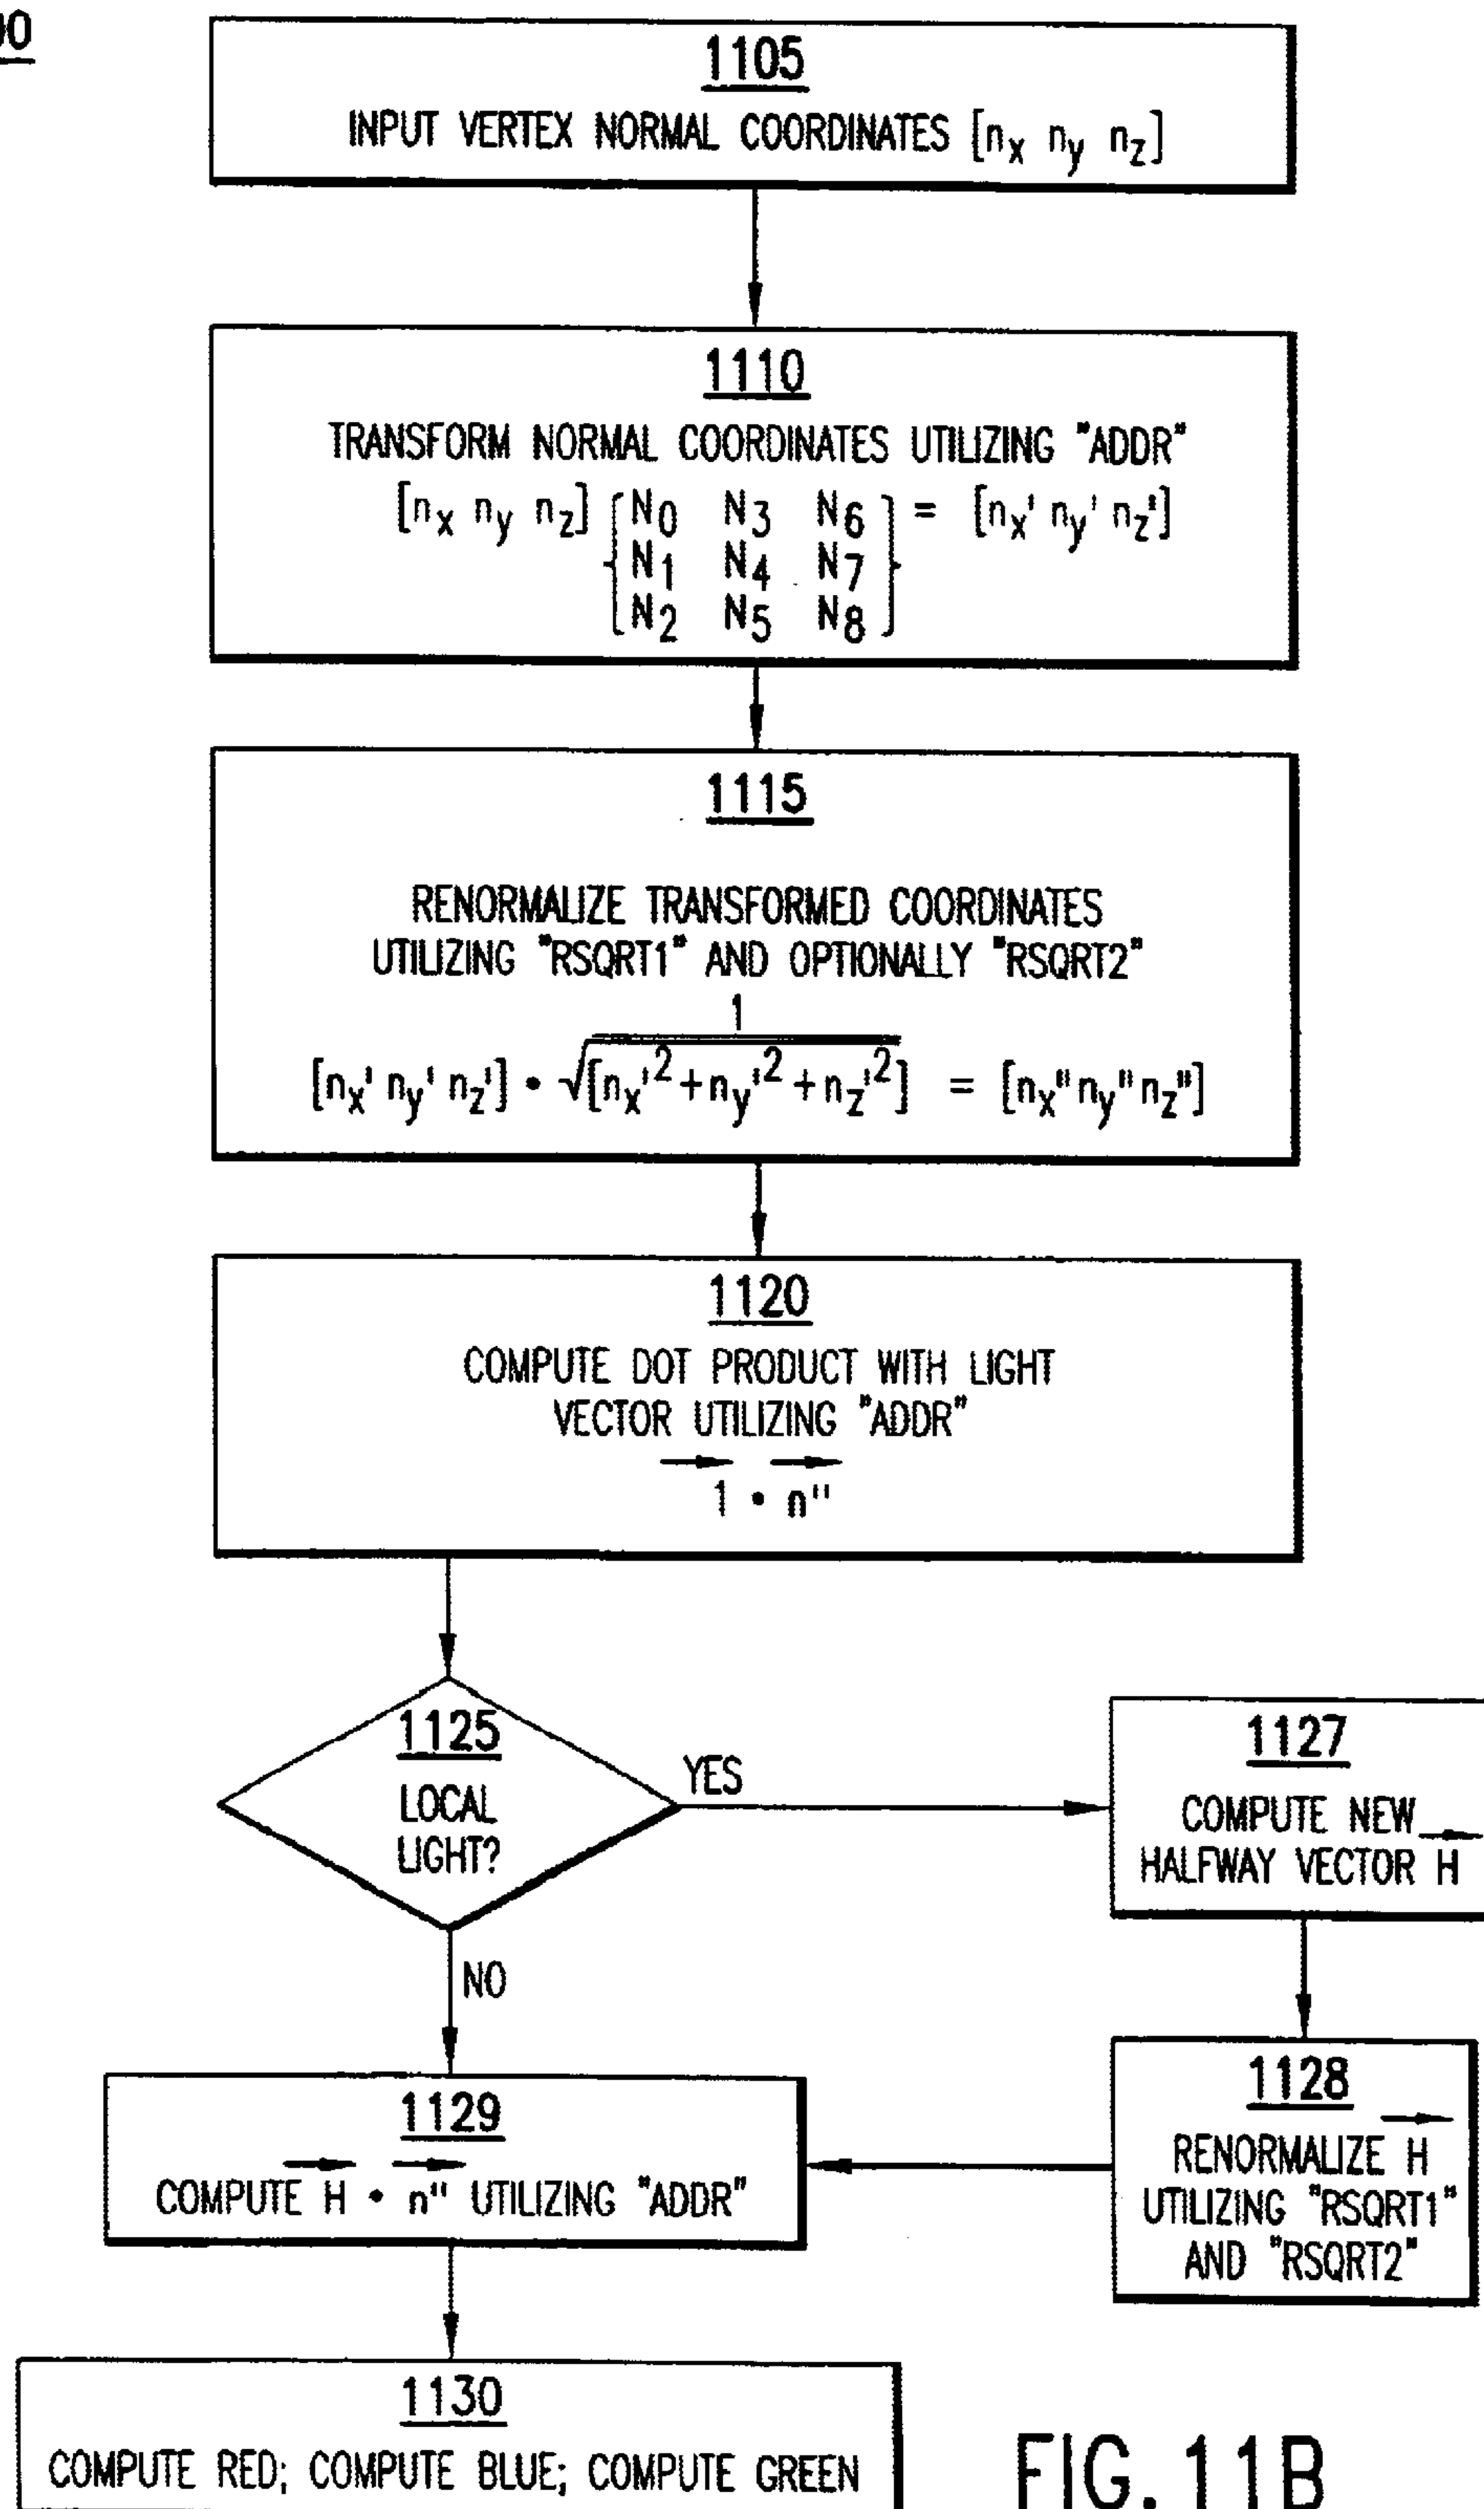 00
1105
INPUT VERTEX NORMAL COORDINATES [nx ny nz]
1110
TRANSFORM NORMAL COORDINATES UTILIZING "ADDR"
[nx ny nz] [N0 N3 N6] = [nx' ny' nz']
N1 N4 N7
N2 N5 N8
1115
RENORMALIZE TRANSFORMED COORDINATES
UTILIZING "RSQRT1" AND OPTIONALLY "RSQRT2"
1
[nx' ny' nz'] • √[nx'²+ny'²+nz'²] = [nx" ny" nz"]
1120
COMPUTE DOT PRODUCT WITH LIGHT
VECTOR UTILIZING "ADDR"
1 • n"
1125
LOCAL
LIGHT?
YES
NO
1127
COMPUTE NEW
HALFWAY VECTOR H
1128
RENORMALIZE H
UTILIZING "RSQRT1"
AND "RSQRT2"
1129
COMPUTE H • n" UTILIZING "ADDR"
1130
COMPUTE RED; COMPUTE BLUE; COMPUTE GREEN
FIG. 11B